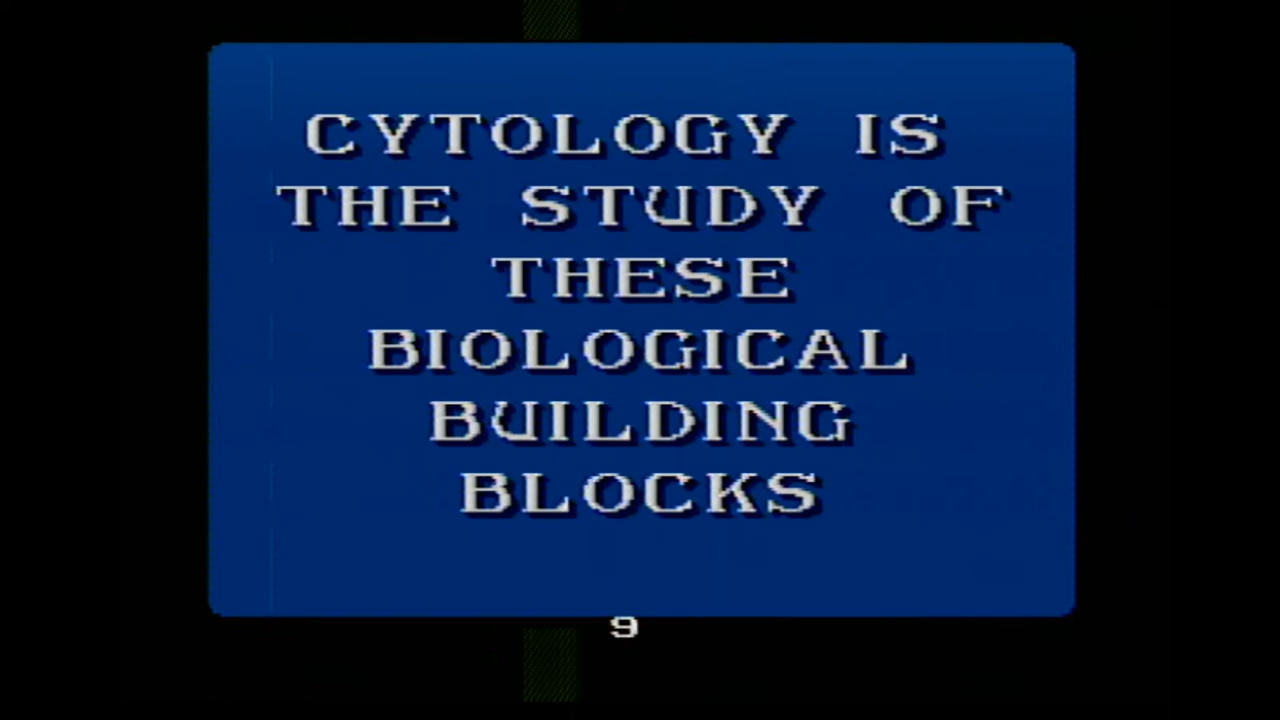 CYTOLOGY IS
THE STUDY OF
THESE
BIOLOGICAL
BUILDING
BLOCKS
9